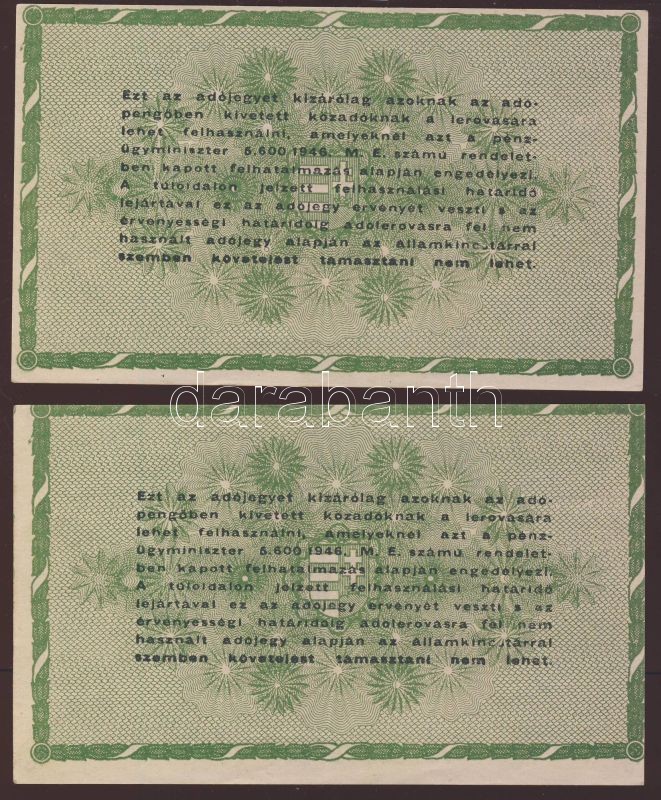 Ezt az adójegyet kizárólag azoknak az adó-
pengőben kivetett közadóknak a lerovására
lehet felhasználni, amelyeknél azt a pénz-
ügyminiszter 5.600/1946. M. E. számú rendelet-
ben kapott felhatalmazás alapján engedélyezi.
A túloldalon jelzett felhasználási határidő
lejártával ez az adójegy érvényét veszti s az
érvényességi határidőig adólerovásra fel nem
használt adójegy alapján az államkincstárral
szemben követelést támasztani nem lehet.
darabanth
Ezt az adójegyet kizárólag azoknak az adó-
pengőben kivetett közadóknak a lerovására
lehet felhasználni, amelyeknél azt a pénz-
ügyminiszter 5.600/1946. M. E. számú rendelet-
ben kapott felhatalmazás alapján engedélyezi.
A túloldalon jelzett felhasználási határidő
lejártával ez az adójegy érvényét veszti s az
érvényességi határidőig adólerovásra fel nem
használt adójegy alapján az államkincstárral
szemben követelést támasztani nem lehet.